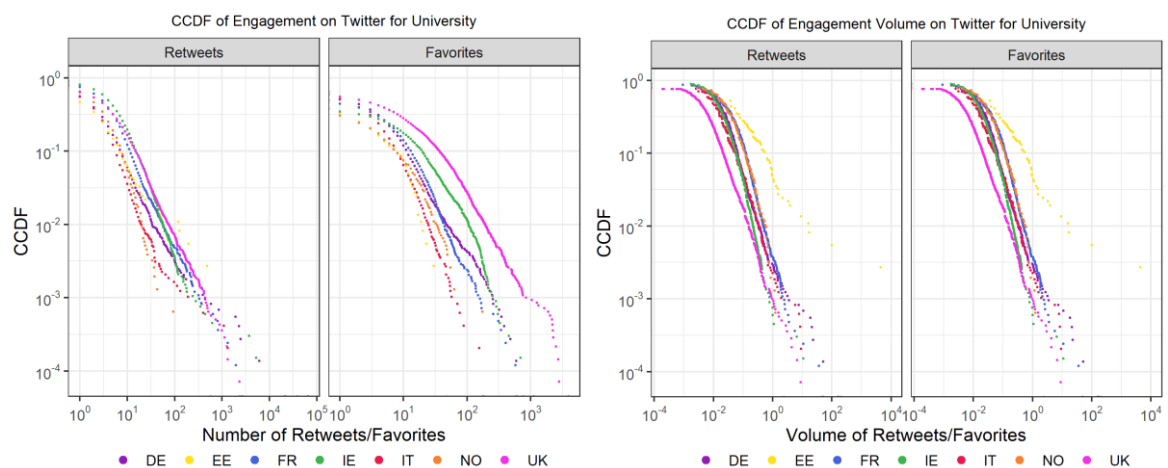 CCDF of Engagement on Twitter for University
Retweets
Favorites
CCDF
10^0
10^-1
10^-2
10^-3
10^-4
10^0 10^1 10^2 10^3 10^4 10^5
10^0 10^1 10^2 10^3
Number of Retweets/Favorites
DE EE FR IE IT NO UK
CCDF of Engagement Volume on Twitter for University
Retweets
Favorites
CCDF
10^0
10^-1
10^-2
10^-3
10^-4
10^-4 10^-2 10^0 10^2 10^4
10^-4 10^-2 10^0 10^2 10^4
Volume of Retweets/Favorites
DE EE FR IE IT NO UK